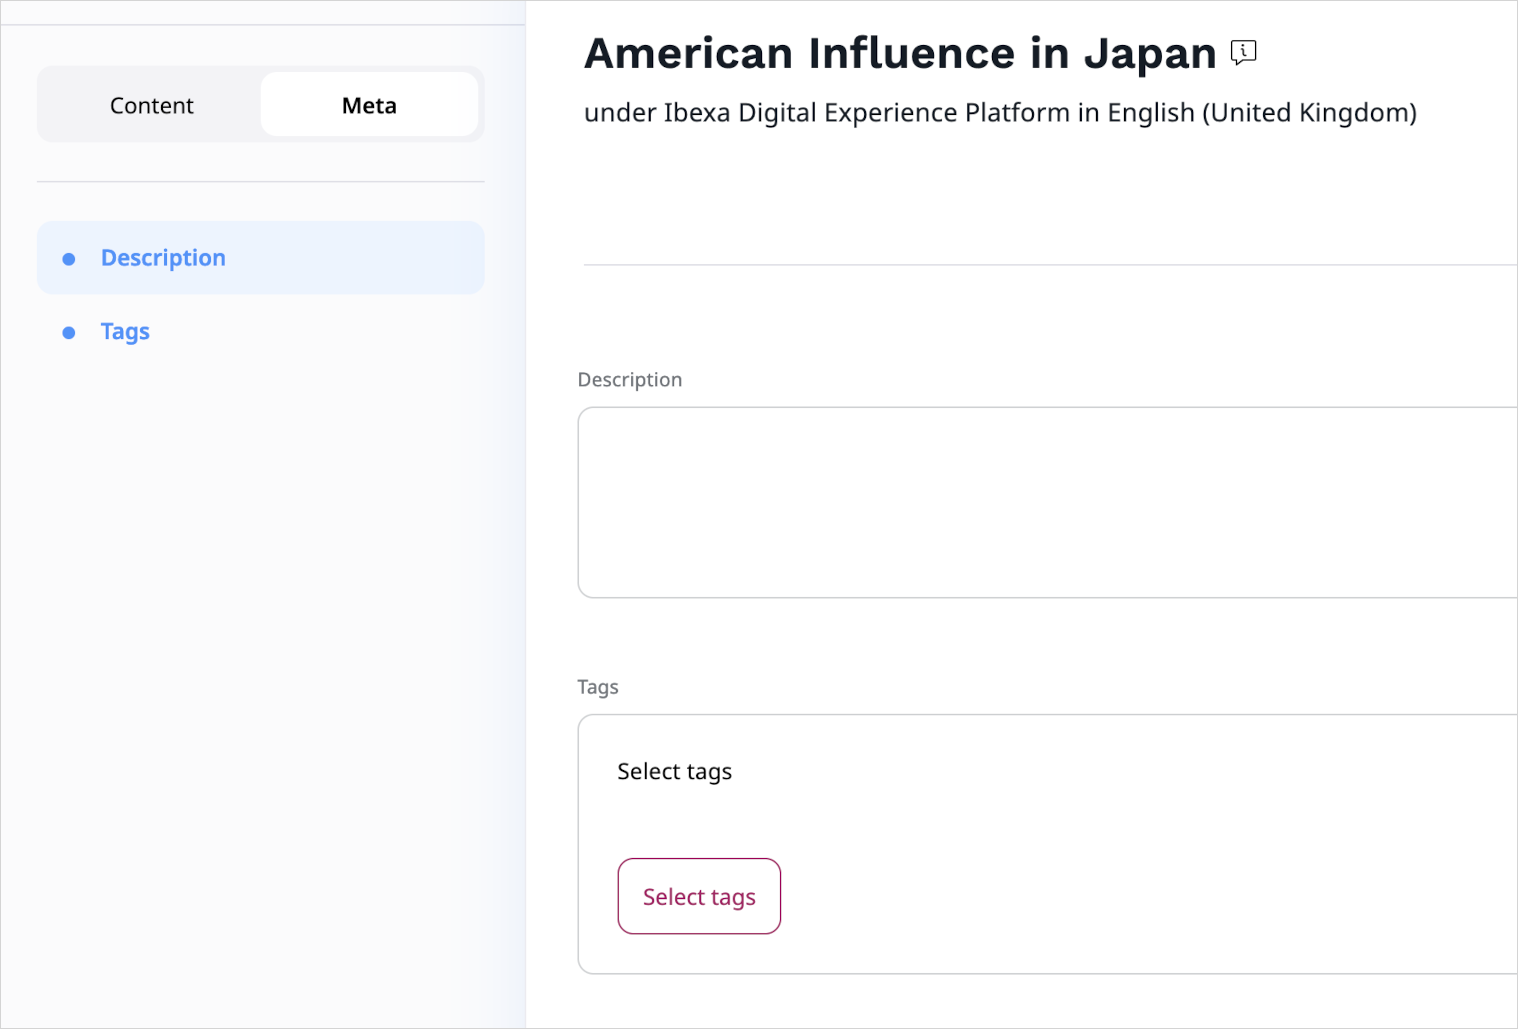 Content
Meta
Description
Tags
American Influence in Japan
under Ibexa Digital Experience Platform in English (United Kingdom)
Description
Tags
Select tags
Select tags